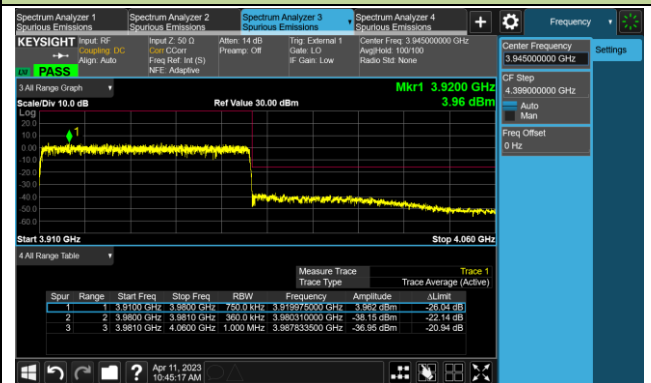 Spectrum Analyzer 1
Spurious Emissions
Spectrum Analyzer 2
Spurious Emissions
Spectrum Analyzer 3
Spurious Emissions
Spectrum Analyzer 4
Spurious Emissions
+
Frequency
KEYSIGHT
PASS
Input: RF
Coupling: DC
Align: Auto
Input Z: 50 Ω
Corr CCorr
Freq Ref: Int (S)
NFE: Adaptive
Atten: 14 dB
Preamp: Off
Trig: External 1
Gate: LO
IF Gain: Low
Center Freq: 3.945000000 GHz
Avg|Hold: 100/100
Radio Std: None
Center Frequency
3.945000000 GHz
Settings
CF Step
4.399000000 GHz
Auto
Man
Freq Offset
0 Hz
3 All Range Graph
Mkr1 3.9200 GHz
Scale/Div 10.0 dB
Ref Value 30.00 dBm
3.96 dBm
Log
20.0
10.0
1
0.00
-10.0
-20.0
-30.0
-40.0
-50.0
-60.0
Start 3.910 GHz
Stop 4.060 GHz
4 All Range Table
Measure Trace
Trace 1
Trace Type
Trace Average (Active)
Spur Range Start Freq Stop Freq RBW Frequency Amplitude ΔLimit
1 1 3.9100 GHz 3.9800 GHz 750.0 kHz 3.919975000 GHz 3.962 dBm -26.04 dB
2 2 3.9800 GHz 3.9810 GHz 360.0 kHz 3.980310000 GHz -38.15 dBm -22.14 dB
3 3 3.9810 GHz 4.0600 GHz 1.000 MHz 3.987833500 GHz -36.95 dBm -20.94 dB
?
Apr 11, 2023
10:45:17 AM